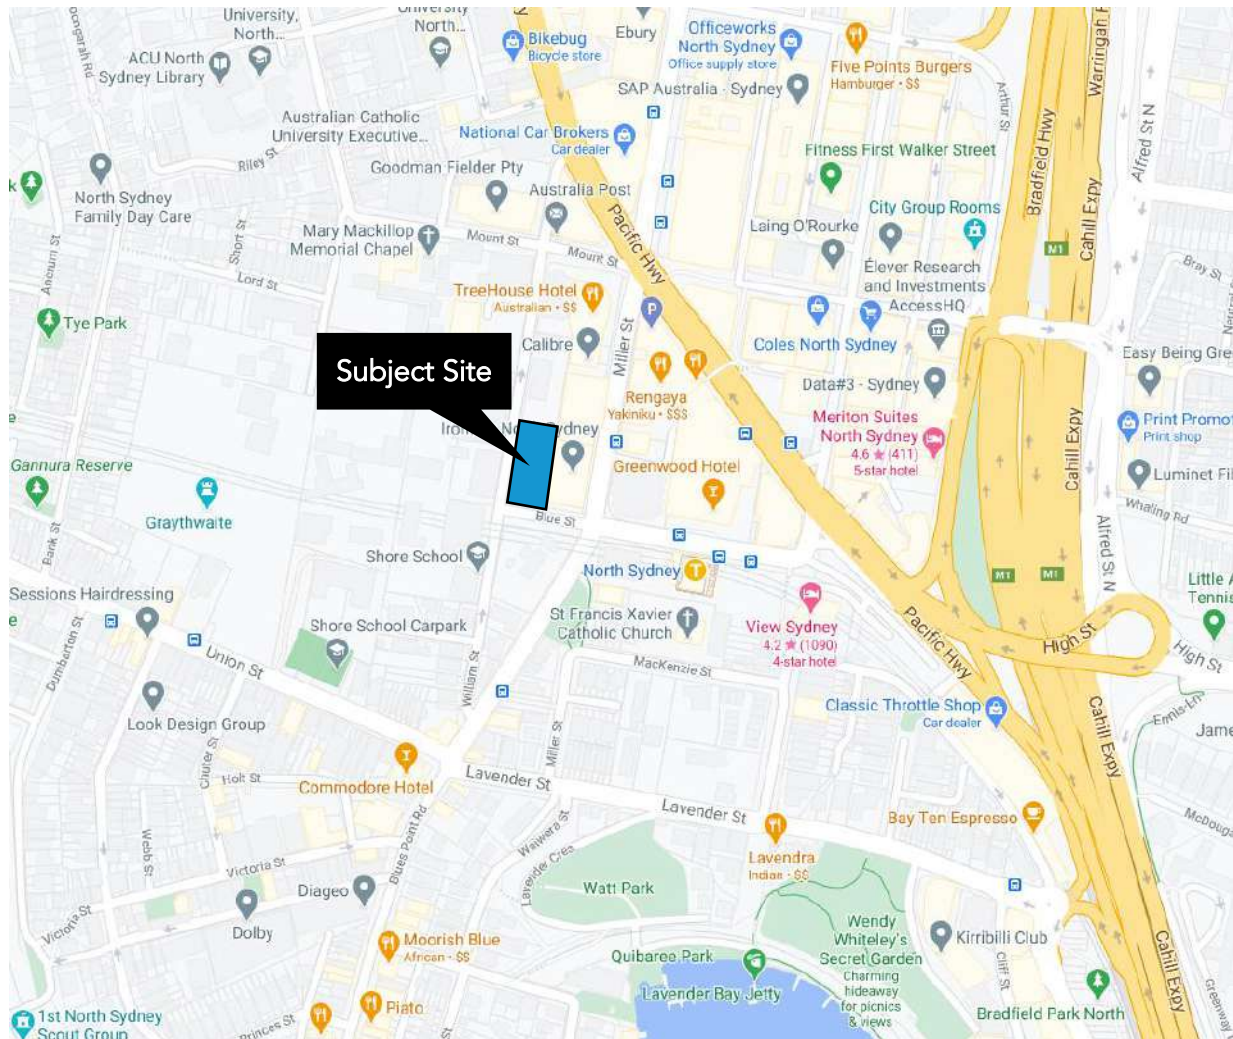 University,
North...
University
North...
ACU North
Sydney Library
Bikebug
Bicycle store
Ebury
Officeworks
North Sydney
Office supply store
Five Points Burgers
Hamburger • $$
SAP Australia - Sydney
Arthur St
Bradfield Hwy
Warringah F
Cahill Expy
Alfred St N
Australian Catholic
University Executive...
National Car Brokers
Car dealer
Riley St
Goodman Fielder Pty
Fitness First Walker Street
North Sydney
Family Day Care
Australia Post
City Group Rooms
Mary Mackillop
Memorial Chapel
Mount St
Mount St
Pacific Hwy
Laing O'Rourke
Élever Research
and Investments
AccessHQ
M1
Bray St
Ancrum St
Short St
Lord St
TreeHouse Hotel
Australian • $$
P
Tye Park
Calibre
Miller St
Coles North Sydney
Easy Being Gre
Subject Site
Rengaya
Yakiniku • $$$
Data#3 - Sydney
Meriton Suites
North Sydney
4.6 ★ (411)
5-star hotel
Cahill Expy
Print Promot
Print shop
Gannura Reserve
Greenwood Hotel
Luminet Fil
Graythwaite
Blue St
Whaling Rd
Bank St
Shore School
North Sydney
T
Alfred St N
M1
M1
Little A
Tennis
Sessions Hairdressing
Shore School Carpark
St Francis Xavier
Catholic Church
View Sydney
4.2 ★ (1090)
4-star hotel
Pacific Hwy
High St
High St
Dumbarton St
Union St
William St
MacKenzie St
Look Design Group
Classic Throttle Shop
Car dealer
Ennis-Ln
Jame
Cahill Expy
Chuter St
Holt St
Commodore Hotel
Miller St
Lavender St
Lavender St
Bay Ten Espresso
McDouga
Webb St
Victoria St
Blues Point Rd
Waiwera St
Lavender Cres
Lavendra
Indian • $$
Diageo
Watt Park
Victoria St
Dolby
Moorish Blue
African • $$
Quibaree Park
Wendy
Whiteley's
Secret Garden
Charming
hideaway
for picnics
& views
Kirribilli Club
Cliff St
Cahill Expy
Lavender Bay Jetty
Bradfield Park North
Greenway
Piato
Princes St
1st North Sydney
Scout Group